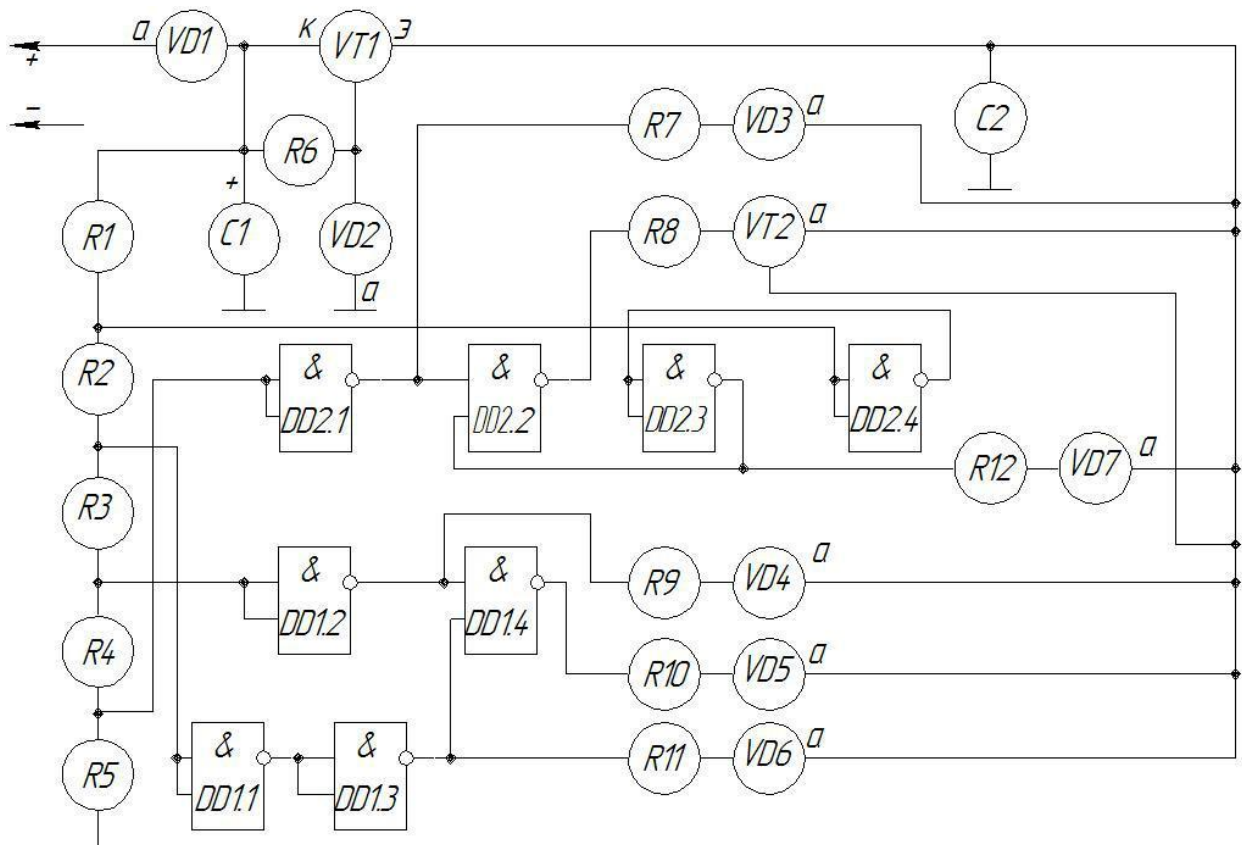 а VD1 К VT1 Э
+
−
R7 VD3 а C2
R6
+
R1 C1 VD2 R8 VT2 а
а
R2 & & & &
DD2.1 DD2.2 DD2.3 DD2.4
R12 VD7 а
R3
& & R9 VD4 а
DD1.2 DD1.4
R4
R10 VD5 а
& & R11 VD6 а
R5 DD1.1 DD1.3